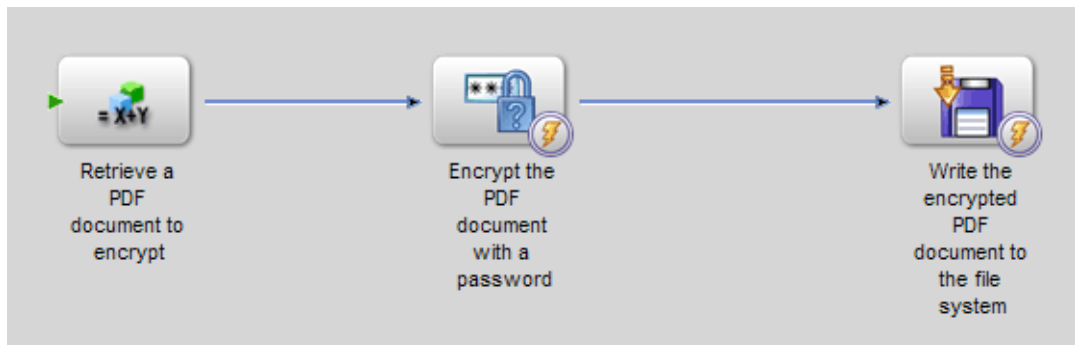 = X+Y
**
?
Retrieve a
PDF
document to
encrypt
Encrypt the
PDF
document
with a
password
Write the
encrypted
PDF
document to
the file
system